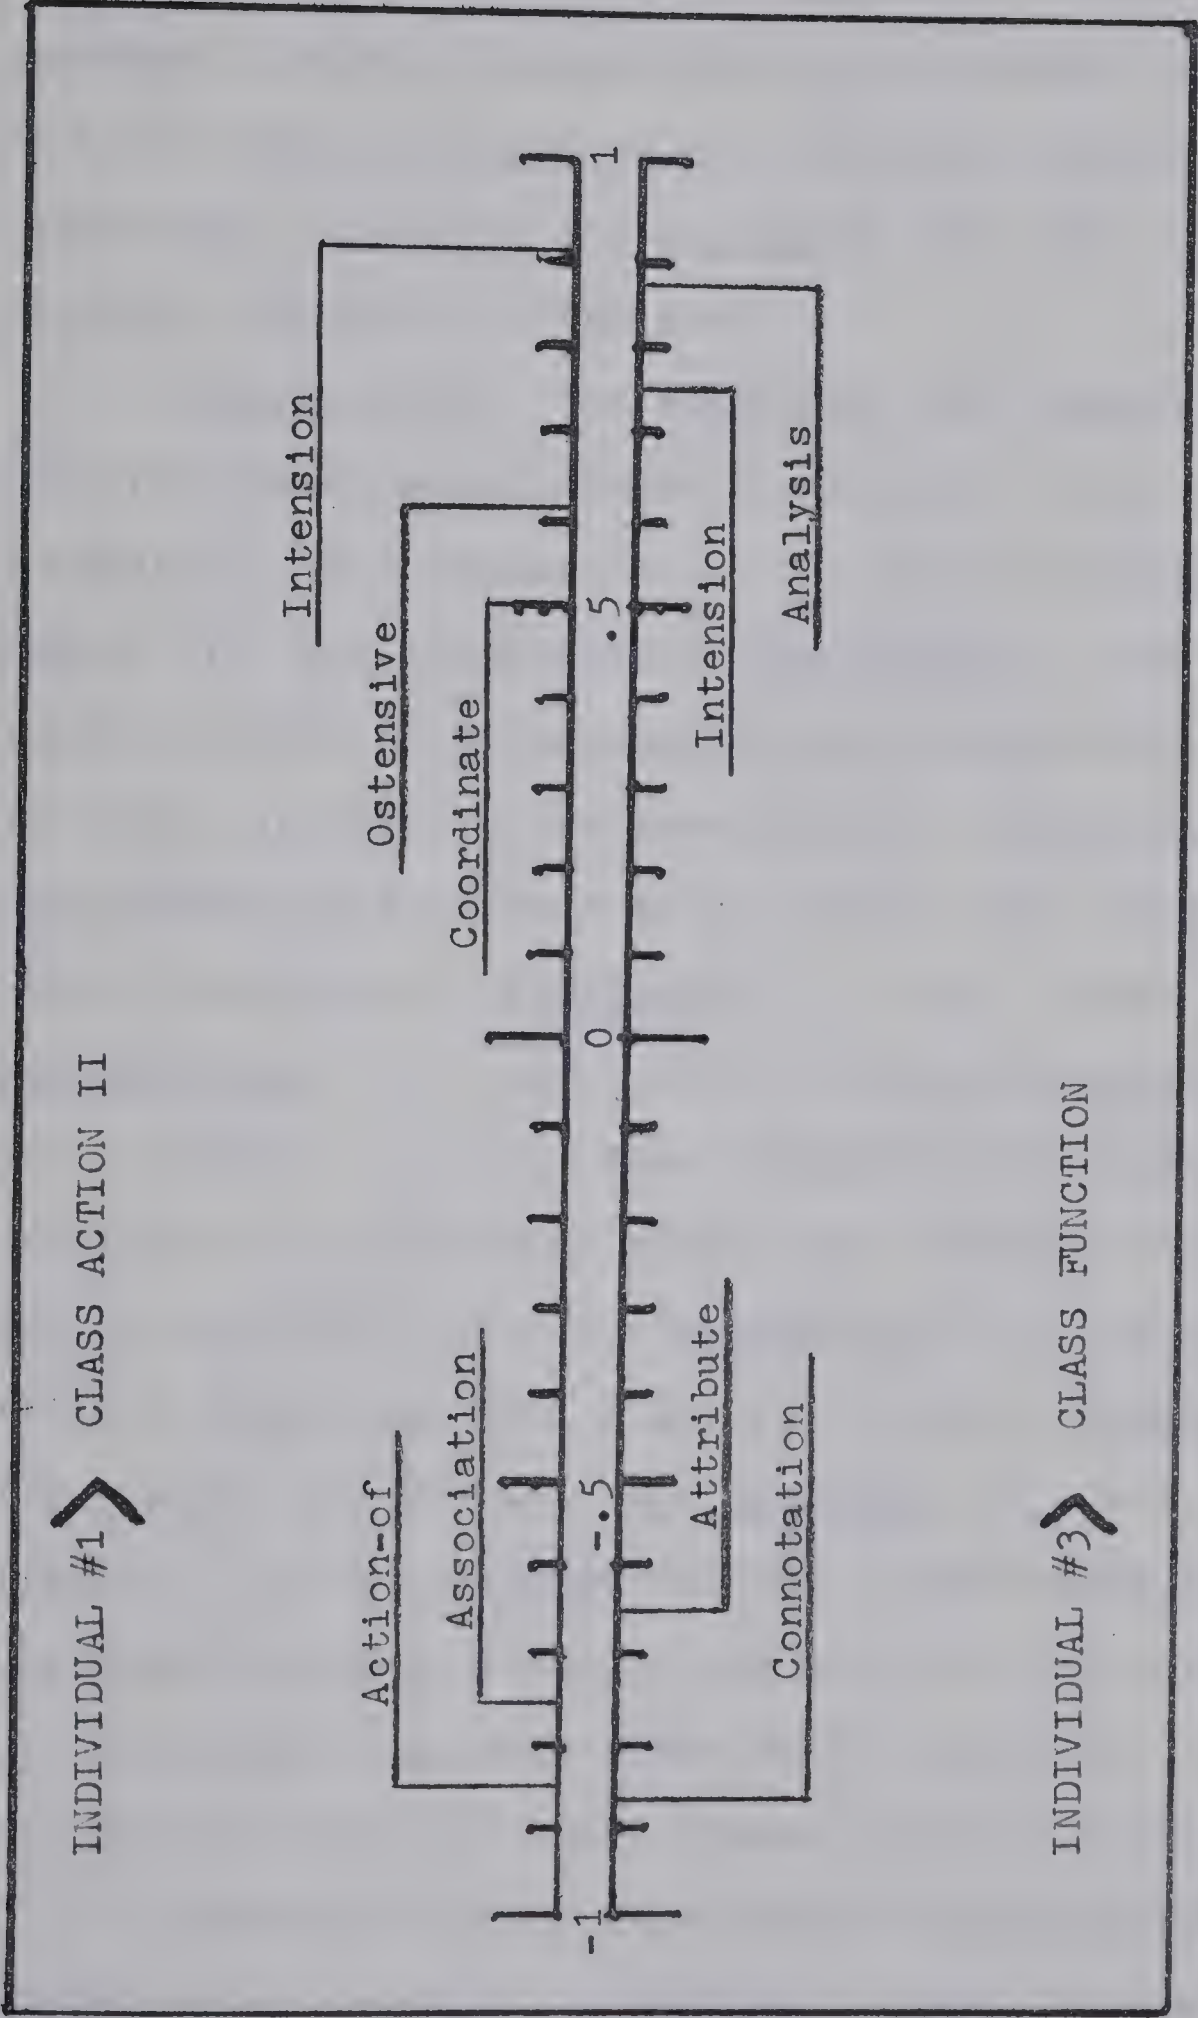 INDIVIDUAL #1 > CLASS ACTION II
Intension
Ostensive
Coordinate
Action-of
Association
-1 -.5 0 .5 1
Attribute
Intension
Connotation
Analysis
INDIVIDUAL #3 > CLASS FUNCTION